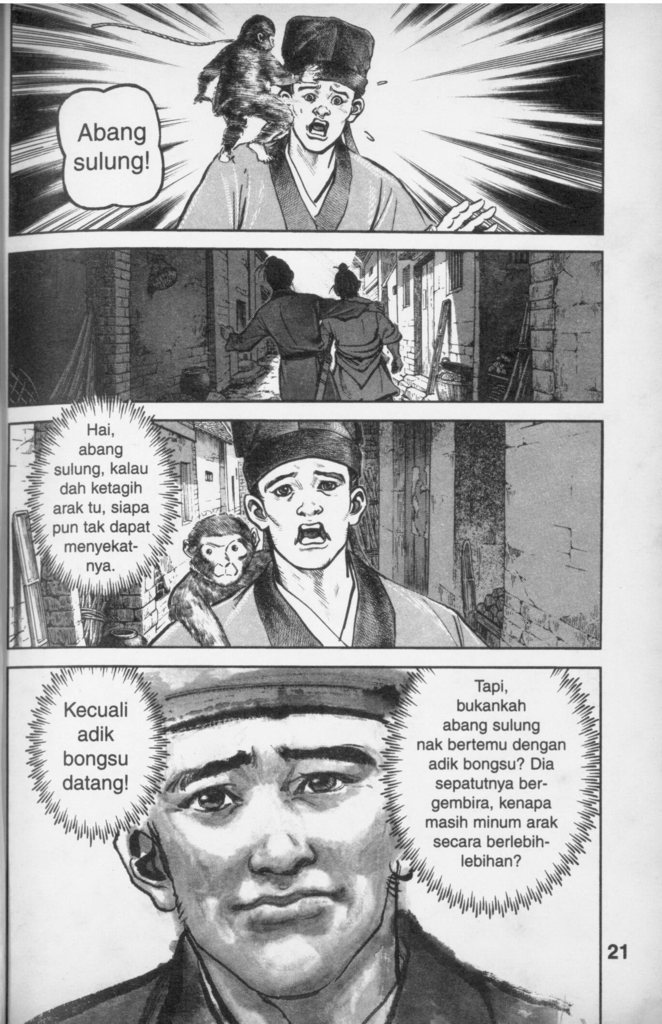 Abang
sulung!
Hai,
abang
sulung, kalau
dah ketagih
arak tu, siapa
pun tak dapat
menyekat-
nya.
Kecuali
adik
bongsu
datang!
Tapi,
bukankah
abang sulung
nak bertemu dengan
adik bongsu? Dia
sepatutnya ber-
gembira, kenapa
masih minum arak
secara berlebih-
lebihan?
21